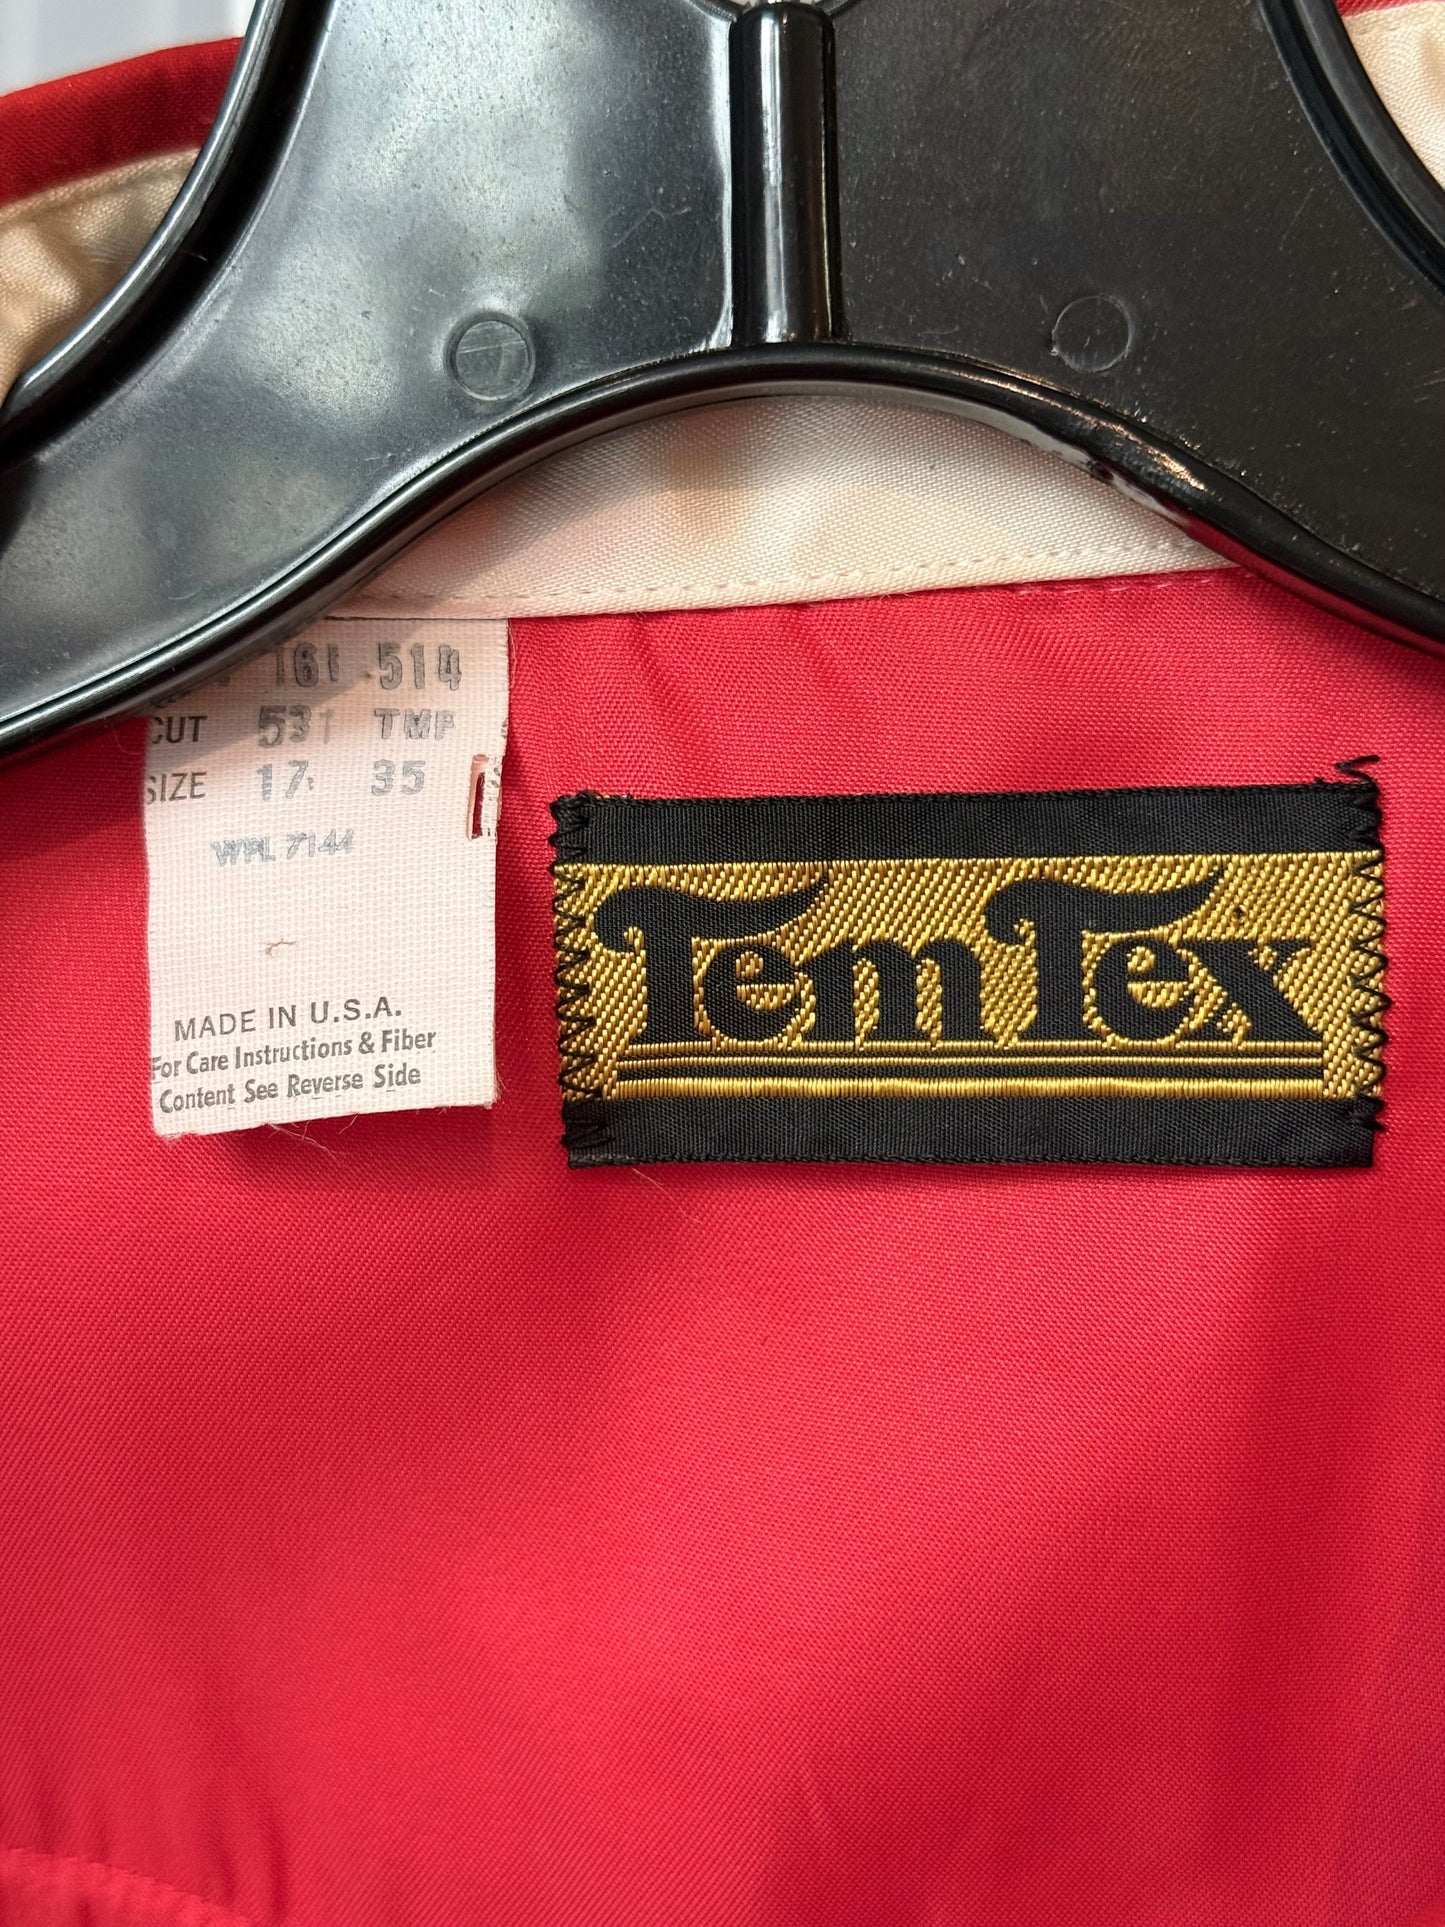 161 514
CUT 531 TMP
SIZE 17 35
WPL 7144
MADE IN U.S.A.
For Care Instructions & Fiber
Content See Reverse Side
TemTex